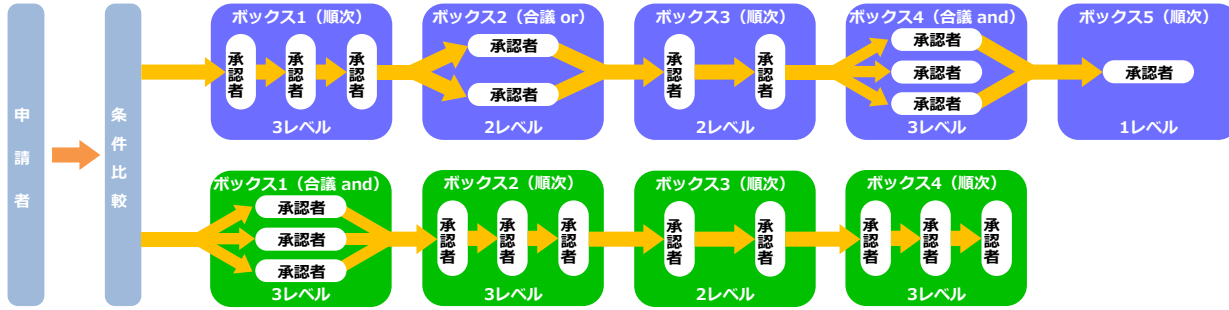 申請者
条件比較
ボックス1（順次）
承認者
承認者
承認者
3レベル
ボックス2（合議 or）
承認者
承認者
2レベル
ボックス3（順次）
承認者
承認者
2レベル
ボックス4（合議 and）
承認者
承認者
承認者
3レベル
ボックス5（順次）
承認者
1レベル
ボックス1（合議 and）
承認者
承認者
承認者
3レベル
ボックス2（順次）
承認者
承認者
承認者
3レベル
ボックス3（順次）
承認者
承認者
2レベル
ボックス4（順次）
承認者
承認者
承認者
3レベル